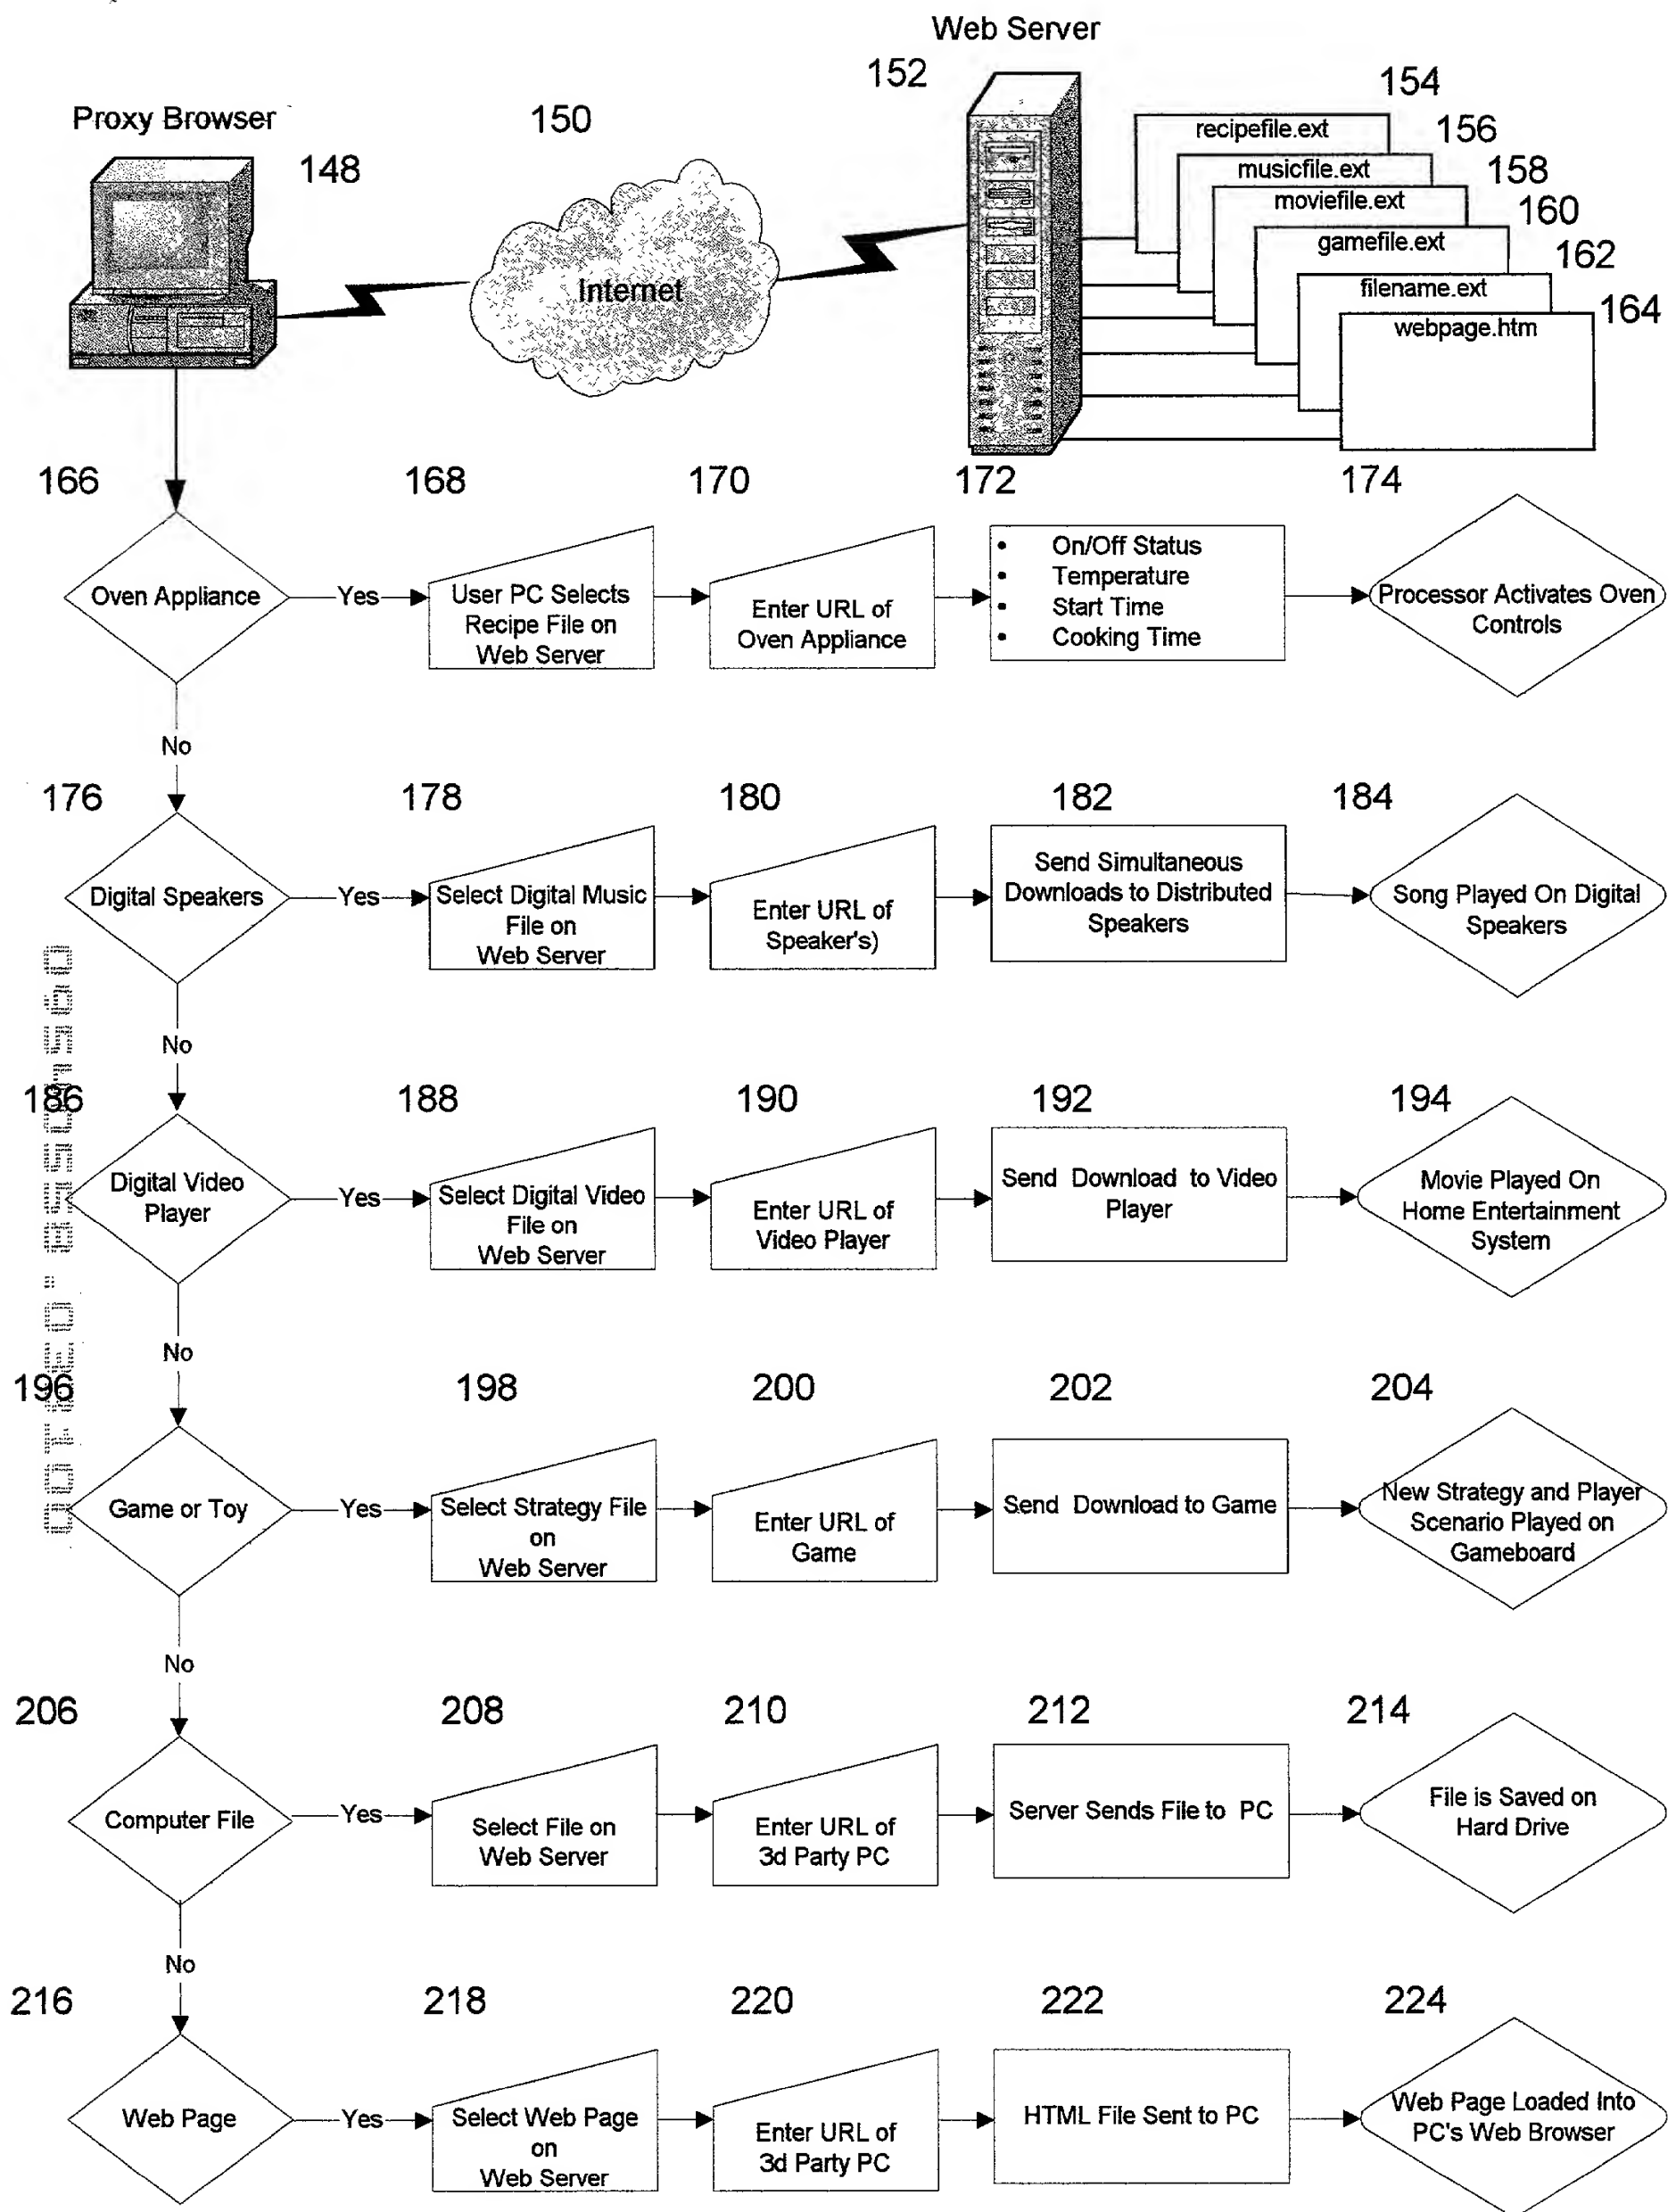 Web Server
152
154
Proxy Browser
150
recipefile.ext
156
148
musicfile.ext
158
moviefile.ext
160
gamefile.ext
162
Internet
filename.ext
164
webpage.htm
166
168
170
172
174
Oven Appliance
Yes
User PC Selects
Recipe File on
Web Server
Enter URL of
Oven Appliance
• On/Off Status
• Temperature
• Start Time
• Cooking Time
Processor Activates Oven
Controls
No
176
178
180
182
184
Digital Speakers
Yes
Select Digital Music
File on
Web Server
Enter URL of
Speaker's)
Send Simultaneous
Downloads to Distributed
Speakers
Song Played On Digital
Speakers
No
186
188
190
192
194
Digital Video
Player
Yes
Select Digital Video
File on
Web Server
Enter URL of
Video Player
Send Download to Video
Player
Movie Played On
Home Entertainment
System
No
196
198
200
202
204
Game or Toy
Yes
Select Strategy File
on
Web Server
Enter URL of
Game
Send Download to Game
New Strategy and Player
Scenario Played on
Gameboard
No
206
208
210
212
214
Computer File
Yes
Select File on
Web Server
Enter URL of
3d Party PC
Server Sends File to PC
File is Saved on
Hard Drive
No
216
218
220
222
224
Web Page
Yes
Select Web Page
on
Web Server
Enter URL of
3d Party PC
HTML File Sent to PC
Web Page Loaded Into
PC's Web Browser